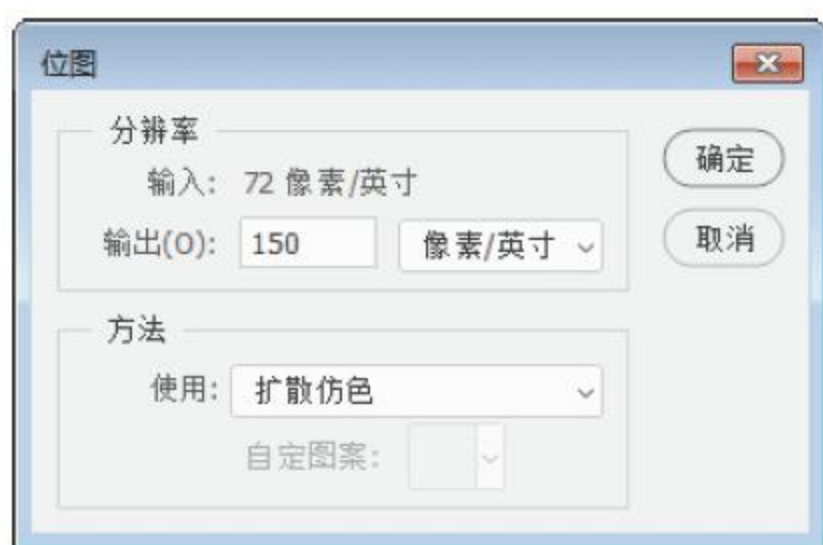 位图
分辨率
输入: 72 像素/英寸
输出(O): 150 像素/英寸
确定
取消
方法
使用: 扩散仿色
自定图案: